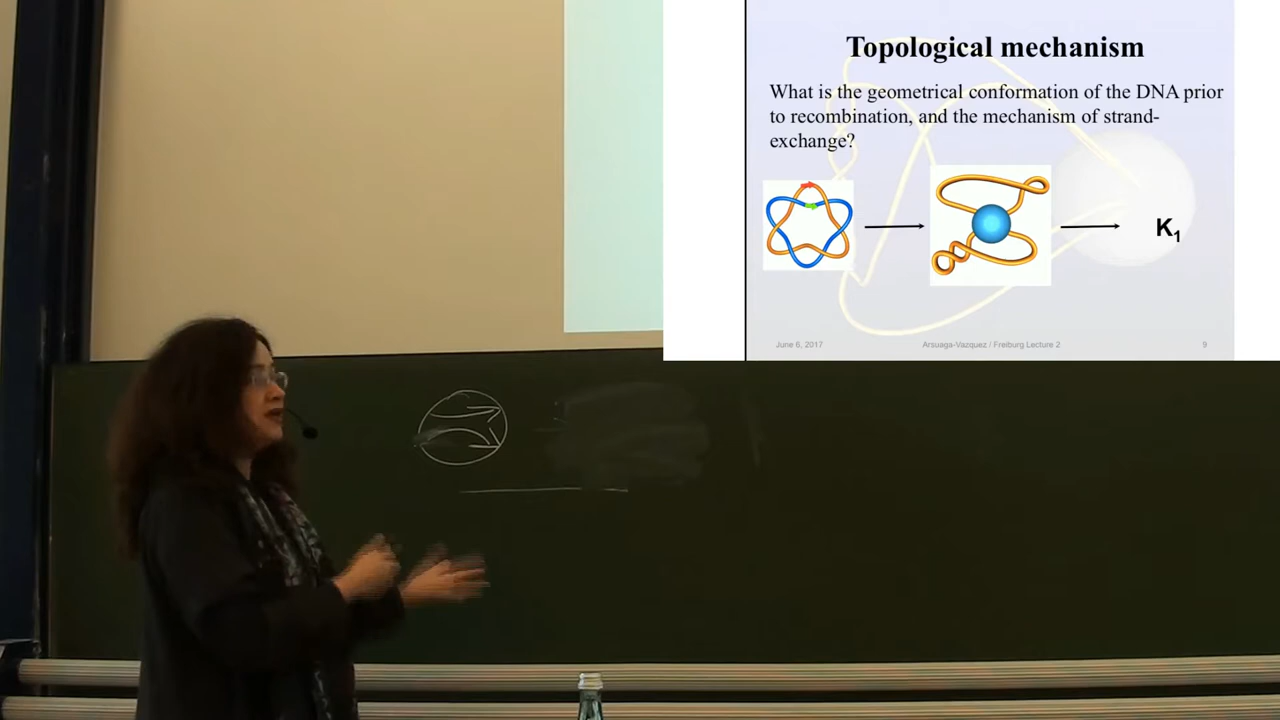 Topological mechanism
What is the geometrical conformation of the DNA prior
to recombination, and the mechanism of strand-
exchange?
K1
June 6, 2017
Arsuaga-Vazquez / Freiburg Lecture 2
9